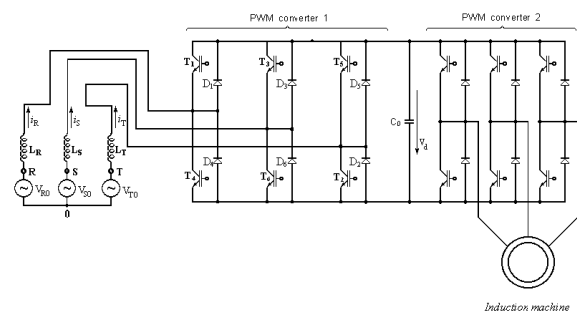 PWM converter 1
PWM converter 2
T1
T3
T5
D1
D3
D5
iR
iS
iT
C0
Vd
LR
LS
LT
D4
D6
D2
R
S
T
T4
T6
T2
VR0
VS0
VT0
0
Induction machine